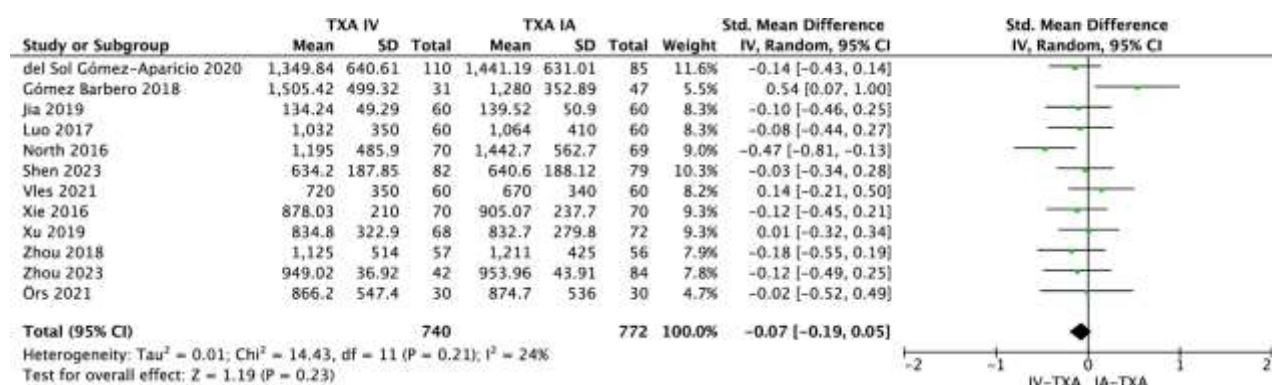 TXA IV TXA IA Std. Mean Difference Std. Mean Difference
Study or Subgroup Mean SD Total Mean SD Total Weight IV, Random, 95% CI IV, Random, 95% CI
del Sol Gómez-Aparicio 2020 1,349.84 640.61 110 1,441.19 631.01 85 11.6% -0.14 [-0.43, 0.14]
Gómez Barbero 2018 1,505.42 499.32 31 1,280 352.89 47 5.5% 0.54 [0.07, 1.00]
Jia 2019 134.24 49.29 60 139.52 50.9 60 8.3% -0.10 [-0.46, 0.25]
Luo 2017 1,032 350 60 1,064 410 60 8.3% -0.08 [-0.44, 0.27]
North 2016 1,195 485.9 70 1,442.7 562.7 69 9.0% -0.47 [-0.81, -0.13]
Shen 2023 634.2 187.85 82 640.6 188.12 79 10.3% -0.03 [-0.34, 0.28]
Vles 2021 720 350 60 670 340 60 8.2% 0.14 [-0.21, 0.50]
Xie 2016 878.03 210 70 905.07 237.7 70 9.3% -0.12 [-0.45, 0.21]
Xu 2019 834.8 322.9 68 832.7 279.8 72 9.3% 0.01 [-0.32, 0.34]
Zhou 2018 1,125 514 57 1,211 425 56 7.6% -0.18 [-0.55, 0.19]
Zhou 2023 949.02 36.92 42 953.96 43.91 84 7.8% -0.12 [-0.49, 0.25]
Örs 2021 866.2 547.4 30 874.7 536 30 4.7% -0.02 [-0.52, 0.49]
Total (95% CI) 740 772 100.0% -0.07 [-0.19, 0.05]
Heterogeneity: Tau² = 0.01; Chi² = 14.43, df = 11 (P = 0.21); I² = 24%
Test for overall effect: Z = 1.19 (P = 0.23)
-2 -1 0 1 2
IV-TXA IA-TXA